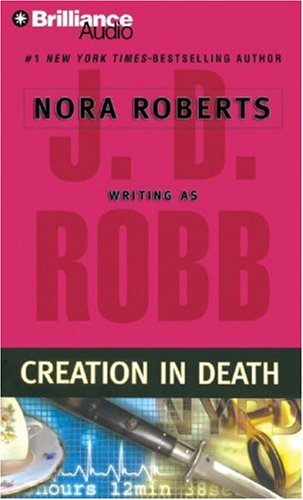 Brilliance
Audio
#1 NEW YORK TIMES-BESTSELLING AUTHOR
NORA ROBERTS
J. D.
WRITING AS
ROBB
CREATION IN DEATH
NYPD
hours 12min 38s